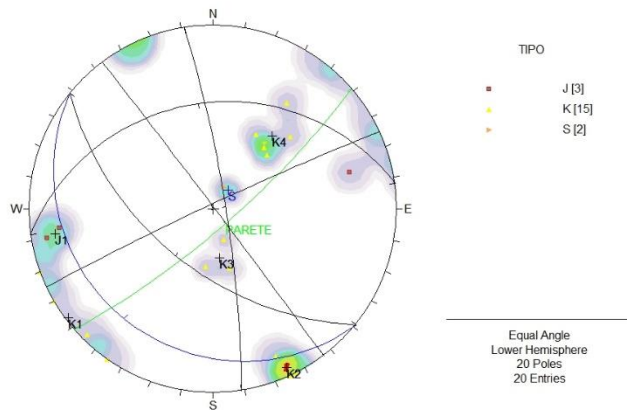 N
TIPO
J [3]
K [15]
S [2]
K4
S
W
E
PARETE
J1
K3
K1
K2
S
Equal Angle
Lower Hemisphere
20 Poles
20 Entries